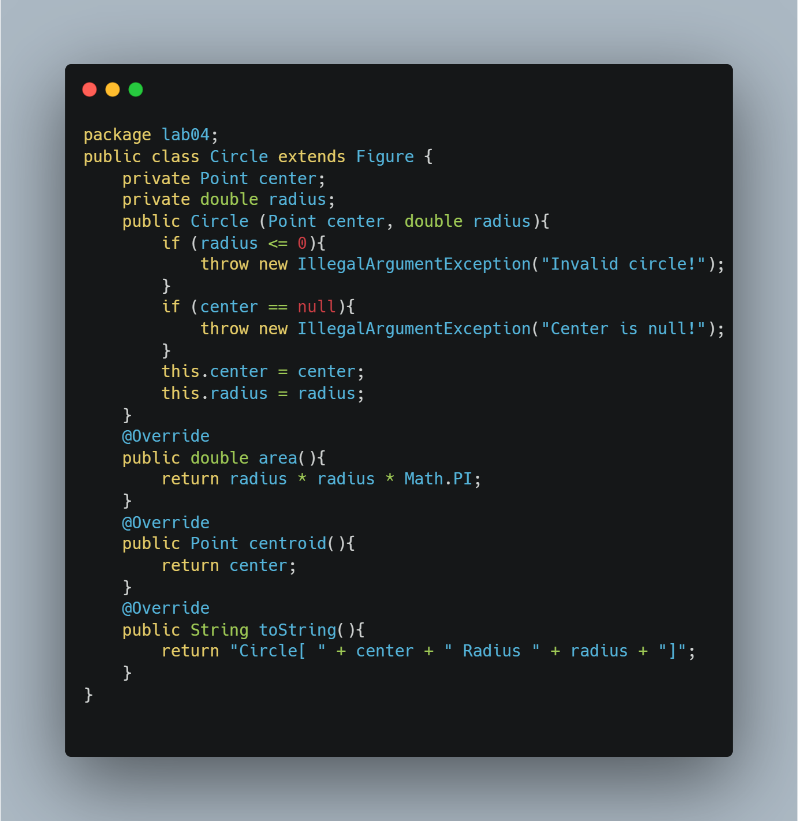 package lab04;
public class Circle extends Figure {
    private Point center;
    private double radius;
    public Circle (Point center, double radius){
        if (radius <= 0){
            throw new IllegalArgumentException("Invalid circle!");
        }
        if (center == null){
            throw new IllegalArgumentException("Center is null!");
        }
        this.center = center;
        this.radius = radius;
    }
    @Override
    public double area(){
        return radius * radius * Math.PI;
    }
    @Override
    public Point centroid(){
        return center;
    }
    @Override
    public String toString(){
        return "Circle[ " + center + " Radius " + radius + "]";
    }
}